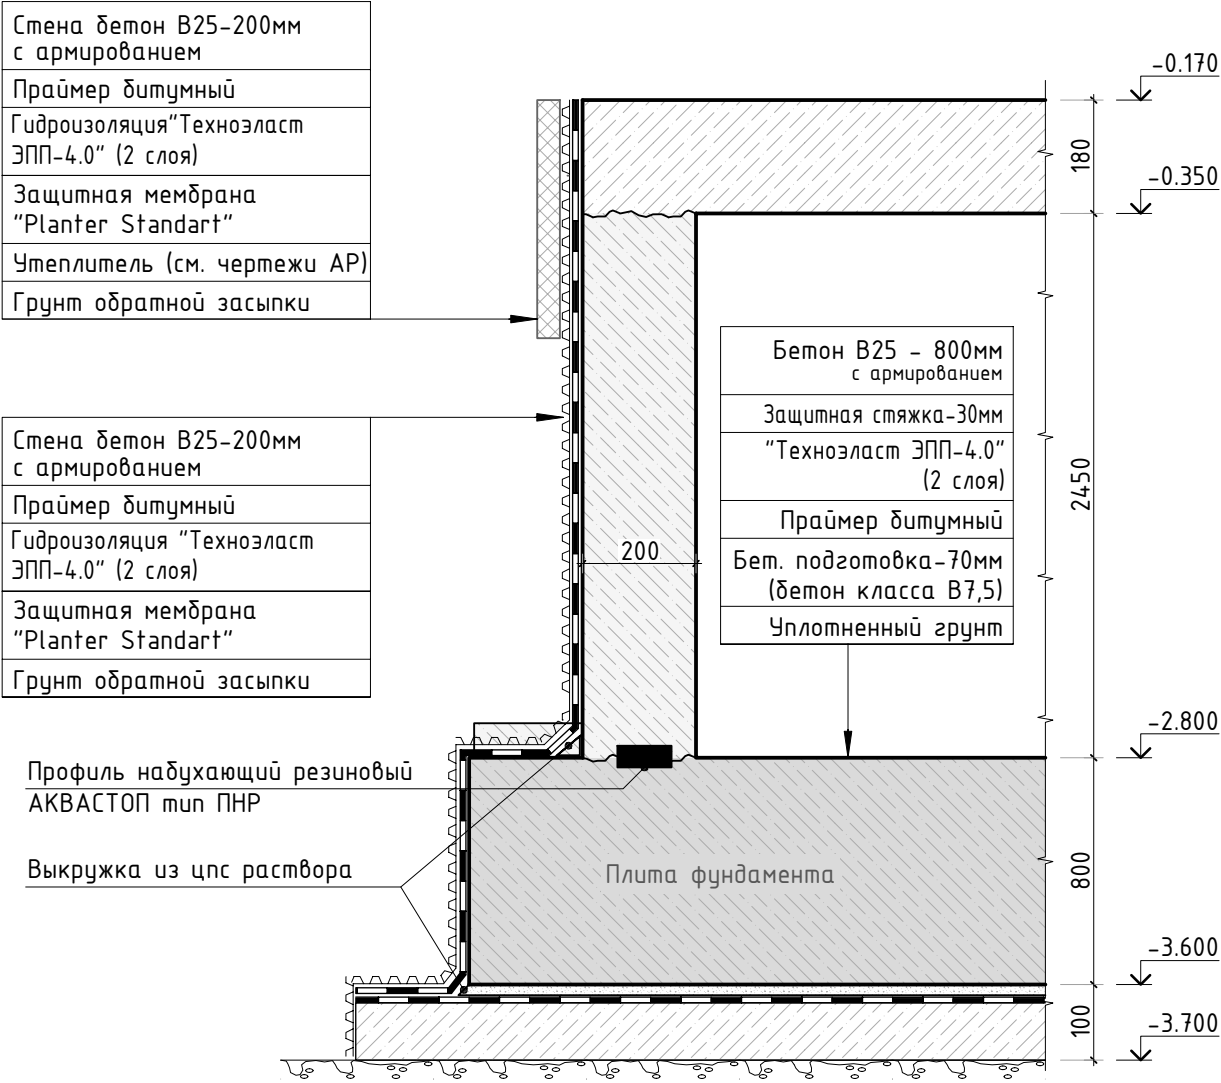 Стена бетон В25-200мм
с армированием
Праймер битумный
Гидроизоляция"Техноэласт
ЭПП-4.0" (2 слоя)
Защитная мембрана
"Planter Standart"
Утеплитель (см. чертежи АР)
Грунт обратной засыпки
Стена бетон В25-200мм
с армированием
Праймер битумный
Гидроизоляция "Техноэласт
ЭПП-4.0" (2 слоя)
Защитная мембрана
"Planter Standart"
Грунт обратной засыпки
Профиль набухающий резиновый
АКВАСТОП тип ПНР
Выкружка из цпс раствора
200
Бетон В25 - 800мм
с армированием
Защитная стяжка-30мм
"Техноэласт ЭПП-4.0"
(2 слоя)
Праймер битумный
Бет. подготовка-70мм
(бетон класса В7,5)
Уплотненный грунт
Плита фундамента
180
2450
800
100
-0.170
-0.350
-2.800
-3.600
-3.700